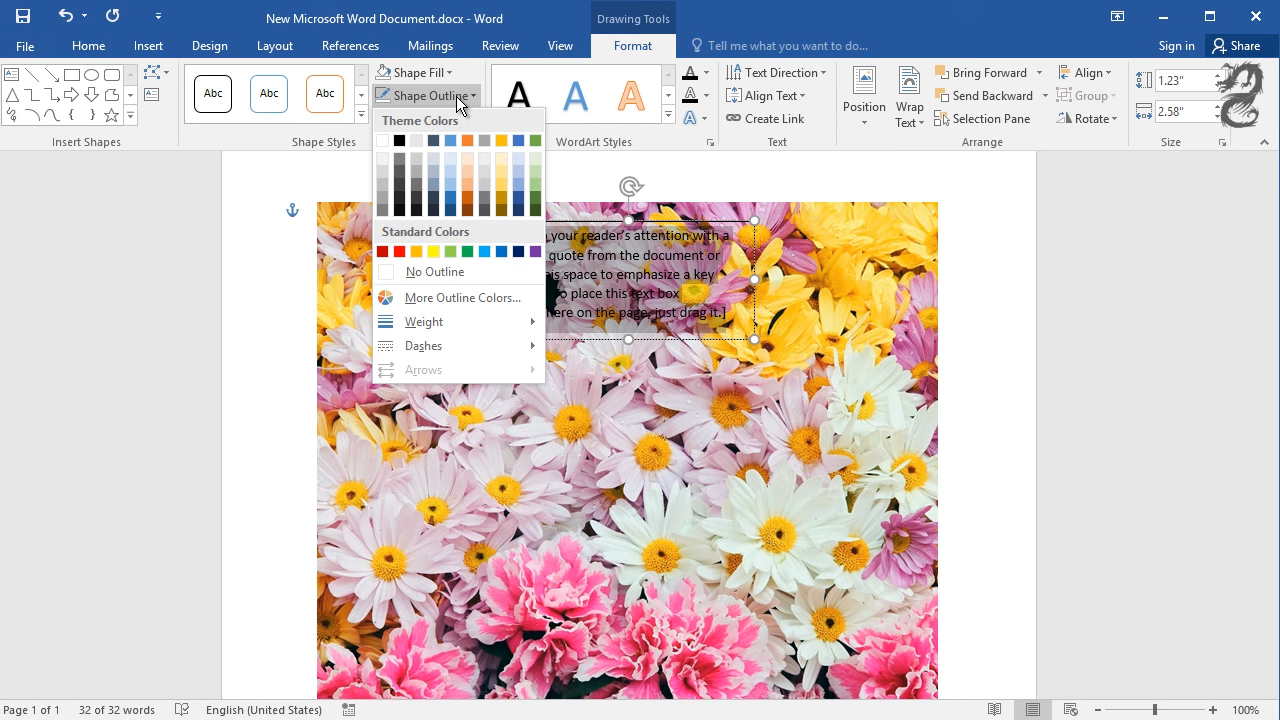 New Microsoft Word Document.docx - Word
Drawing Tools
File
Home
Insert
Design
Layout
References
Mailings
Review
View
Format
Tell me what you want to do...
Sign in
Share
Abc
Abc
Abc
Shape Fill
Shape Outline
A
A
A
A
A
A
Text Direction
Align Text
Create Link
Position
Wrap
Text
Bring Forward
Send Backward
Selection Pane
Align
Group
Rotate
1.23"
2.58"
Insert Shapes
Shape Styles
WordArt Styles
Text
Arrange
Size
Theme Colors
Standard Colors
No Outline
More Outline Colors...
Weight
Dashes
Arrows
your reader's attention with a
quote from the document or
is space to emphasize a key
o place this text box
here on the page, just drag it.]
Page 1 of 1
32 of 32 words
English (United States)
100%